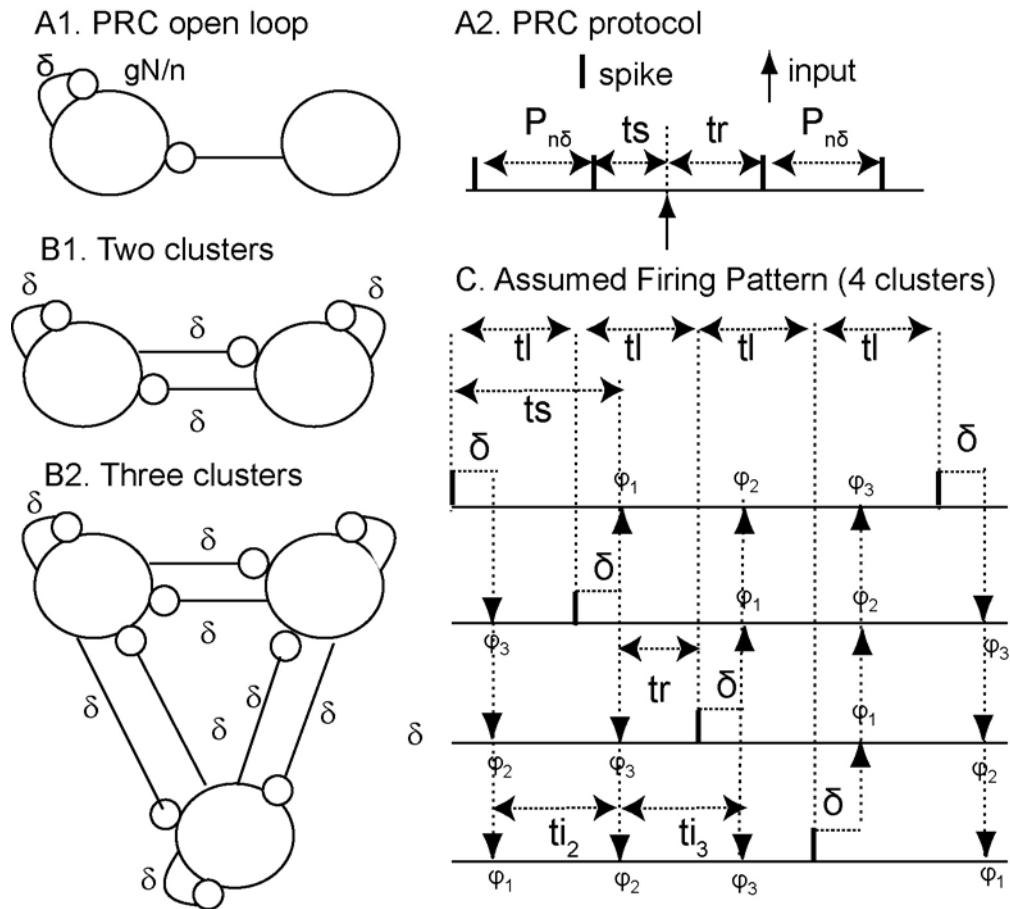 A1. PRC open loop
δ
gN/n
A2. PRC protocol
spike
input
Pnδ
ts
tr
Pnδ
B1. Two clusters
δ
δ
δ
δ
B2. Three clusters
δ
δ
δ
δ
δ
δ
δ
δ
δ
C. Assumed Firing Pattern (4 clusters)
tl
tl
tl
tl
ts
δ
δ
φ1
φ2
φ3
δ
φ1
φ2
φ3
φ3
tr
δ
φ1
φ2
φ3
φ2
δ
ti2
ti3
φ1
φ2
φ3
φ1